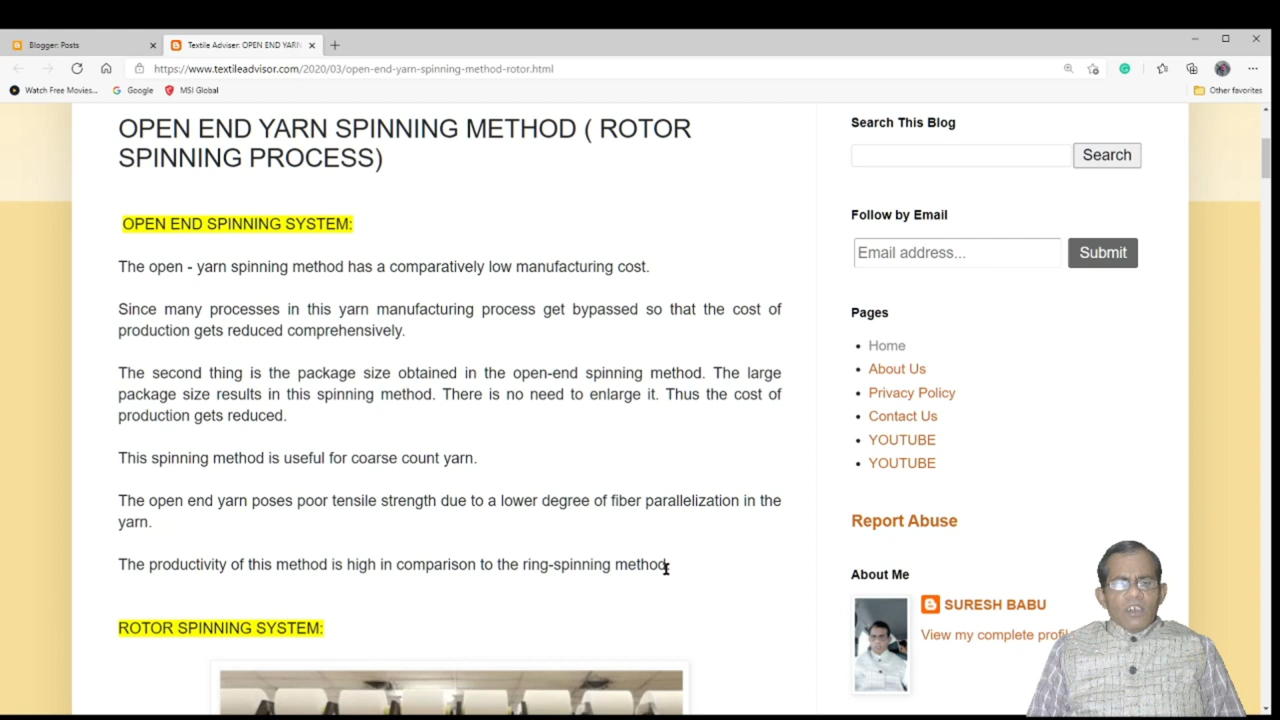 Blogger: Posts
Textile Adviser: OPEN END YARN
https://www.textileadvisor.com/2020/03/open-end-yarn-spinning-method-rotor.html
Watch Free Movies...
Google
MSI Global
Other favorites
OPEN END YARN SPINNING METHOD ( ROTOR
SPINNING PROCESS)
OPEN END SPINNING SYSTEM:
The open - yarn spinning method has a comparatively low manufacturing cost.
Since many processes in this yarn manufacturing process get bypassed so that the cost of
production gets reduced comprehensively.
The second thing is the package size obtained in the open-end spinning method. The large
package size results in this spinning method. There is no need to enlarge it. Thus the cost of
production gets reduced.
This spinning method is useful for coarse count yarn.
The open end yarn poses poor tensile strength due to a lower degree of fiber parallelization in the
yarn.
The productivity of this method is high in comparison to the ring-spinning method.
ROTOR SPINNING SYSTEM:
Search This Blog
Search
Follow by Email
Email address...
Submit
Pages
Home
About Us
Privacy Policy
Contact Us
YOUTUBE
YOUTUBE
Report Abuse
About Me
SURESH BABU
View my complete profil